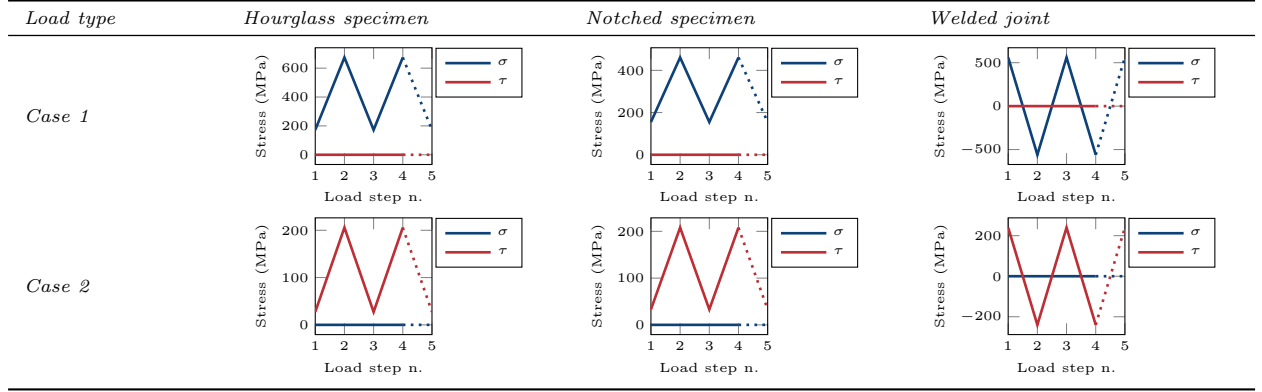 Load type Hourglass specimen Notched specimen Welded joint
Case 1
Stress (MPa)
600
400
200
0
1 2 3 4 5
Load step n.
σ
τ
Stress (MPa)
400
200
0
1 2 3 4 5
Load step n.
σ
τ
Stress (MPa)
500
0
−500
1 2 3 4 5
Load step n.
σ
τ
Case 2
Stress (MPa)
200
100
0
1 2 3 4 5
Load step n.
σ
τ
Stress (MPa)
200
100
0
1 2 3 4 5
Load step n.
σ
τ
Stress (MPa)
200
0
−200
1 2 3 4 5
Load step n.
σ
τ